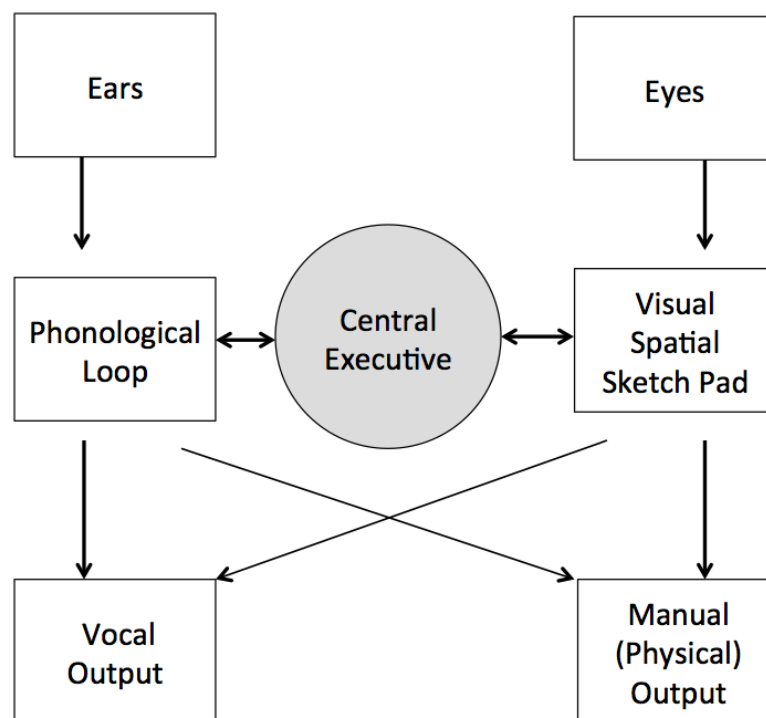 Ears
Eyes
Phonological
Loop
Central
Executive
Visual
Spatial
Sketch Pad
Vocal
Output
Manual
(Physical)
Output